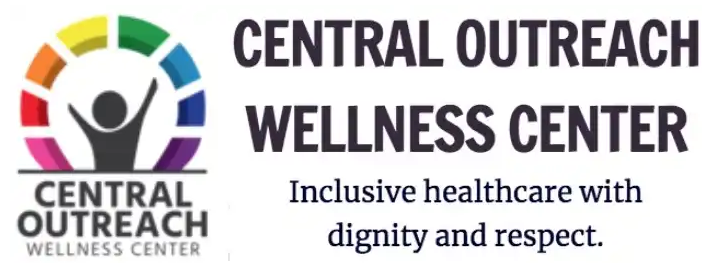 CENTRAL
OUTREACH
WELLNESS CENTER
CENTRAL OUTREACH
WELLNESS CENTER
Inclusive healthcare with
dignity and respect.